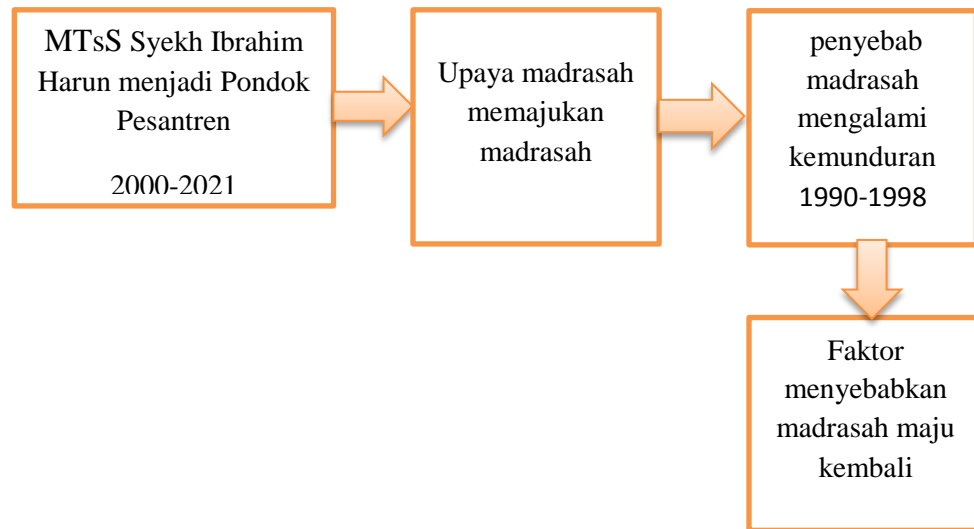 MTsS Syekh Ibrahim
Harun menjadi Pondok
Pesantren
2000-2021
Upaya madrasah
memajukan
madrasah
penyebab
madrasah
mengalami
kemunduran
1990-1998
Faktor
menyebabkan
madrasah maju
kembali